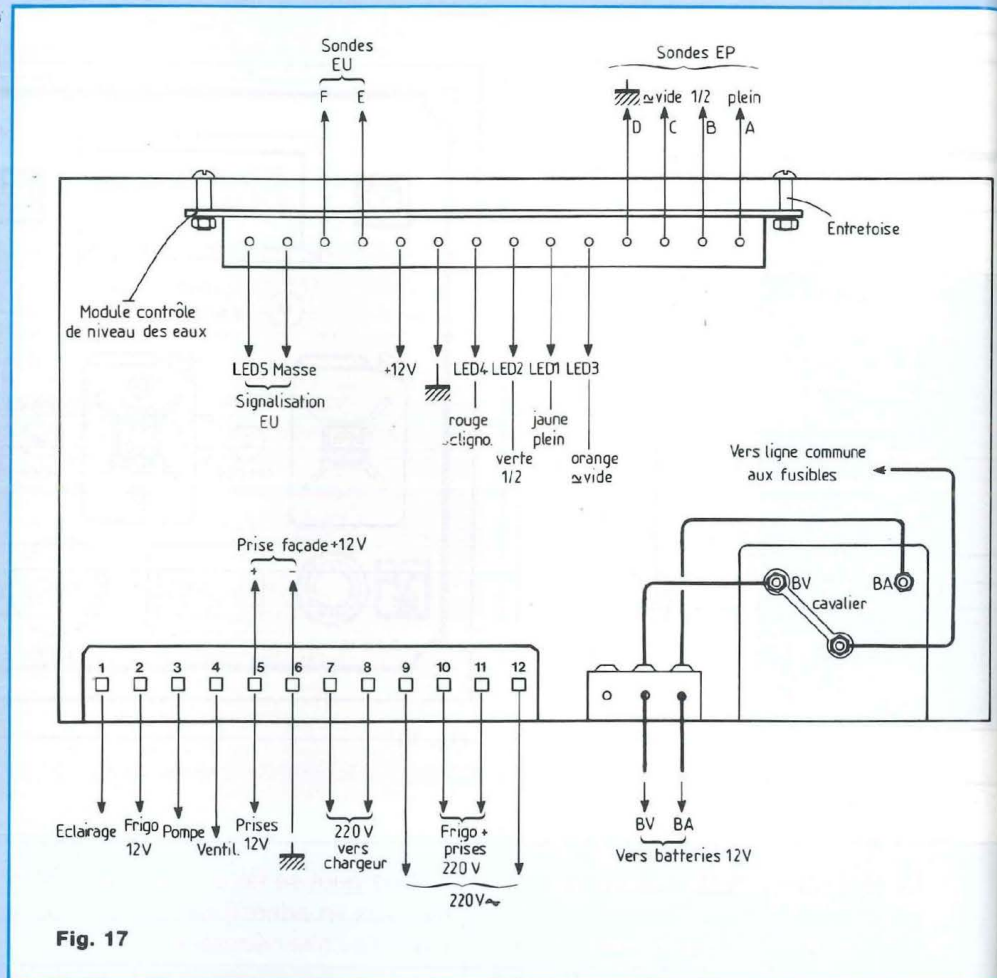 Sondes
EU
F E
Sondes EP
≃vide 1/2 plein
D C B A
Entretoise
Module contrôle
de niveau des eaux
LED5 Masse
Signalisation
EU
+12V
LED4 LED2 LED1 LED3
rouge
cligno.
jaune
plein
verte
1/2
orange
≃vide
Vers ligne commune
aux fusibles
Prise façade +12V
+ −
BV
BA
cavalier
1 2 3 4 5 6 7 8 9 10 11 12
Eclairage
Frigo
12V
Pompe
Ventil.
Prises
12V
220 V
vers
chargeur
Frigo +
prises
220 V
220V~
BV BA
Vers batteries 12V
Fig. 17